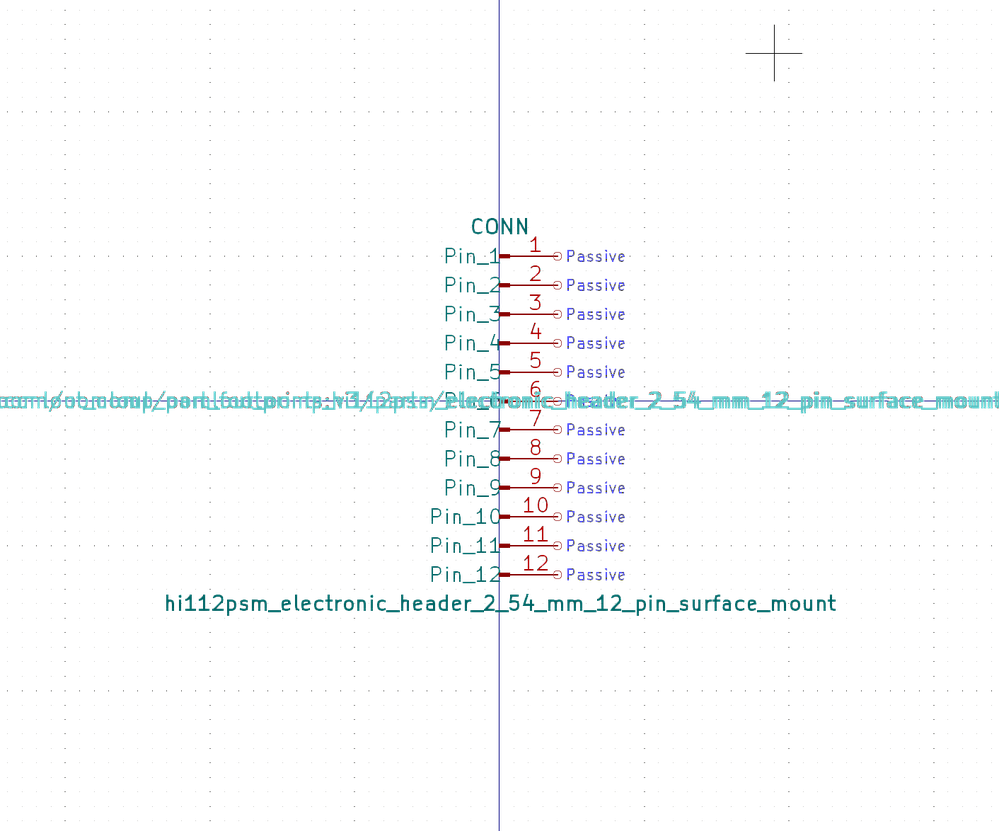 CONN
Pin_1 1 Passive
Pin_2 2 Passive
Pin_3 3 Passive
Pin_4 4 Passive
Pin_5 5 Passive
6
Pin_7 7 Passive
Pin_8 8 Passive
Pin_9 9 Passive
Pin_10 10 Passive
Pin_11 11 Passive
Pin_12 12 Passive
hi112psm_electronic_header_2_54_mm_12_pin_surface_mount